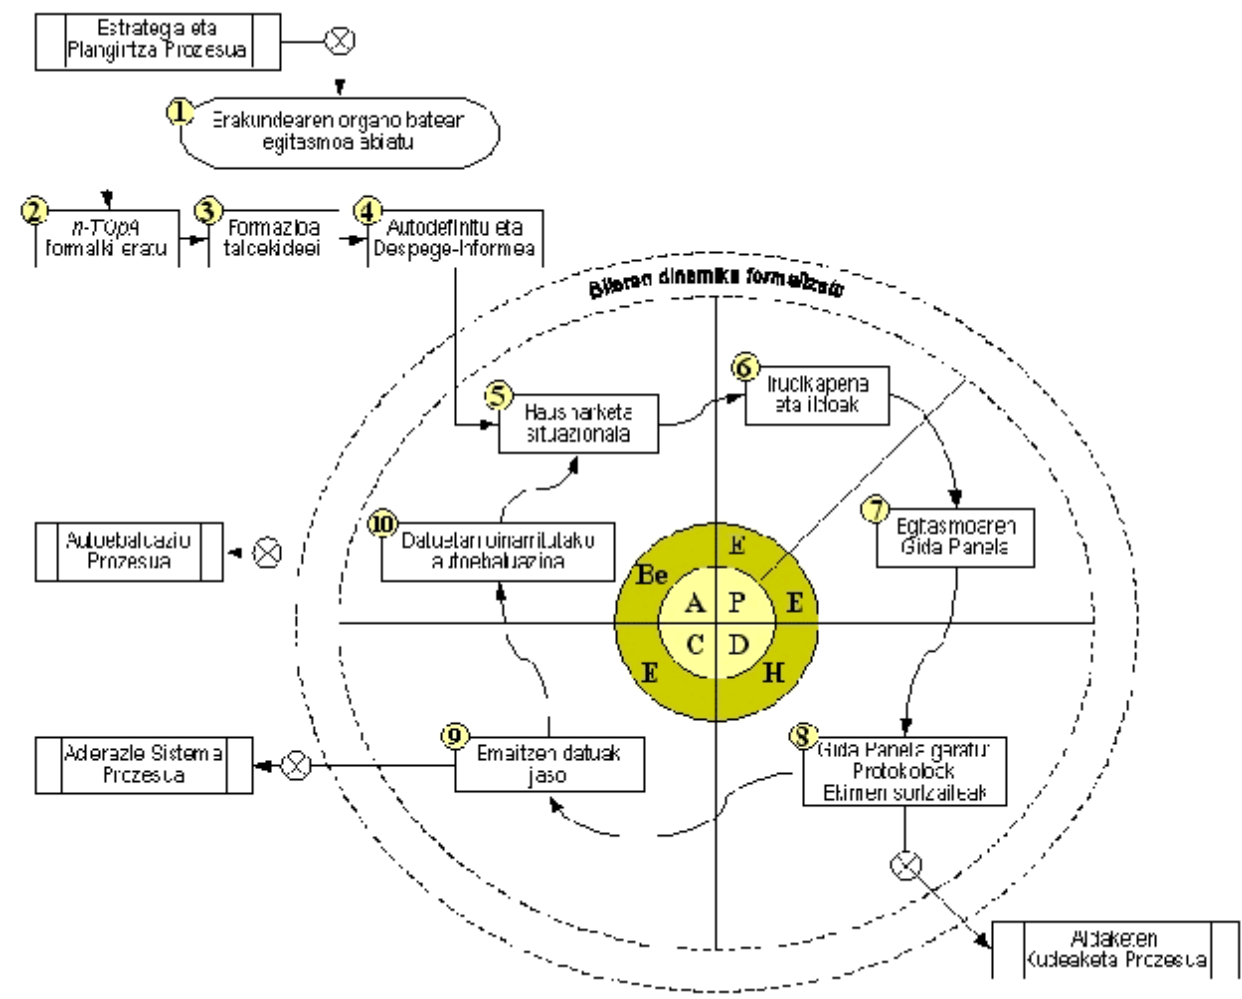 Estrategia eta
Plangintza Prozesua
1
Erakundearen organo batean
egitasmoa abiatu
2
n-TQpA
formalki eratu
3
Formazioa
taldekideei
4
Autodefinitu eta
Despege-Informea
dinamika formalizatu
5
Hausnarketa
situazionala
6
Irudikapena
eta ildoak
7
Egitasmoaren
Gida Panela
10
Datuetan oinarritutako
autoebaluazioa
Autoebaluazio
Prozesua
E
Be
A P
E
C D
E
H
9
Emaitzen datuak
jaso
Aderazle Sistema
Prozesua
8
Gida Panela garatu:
Protokoloak
Ekimen sortzaileak
Aldaketen
Kudeaketa Prozesua